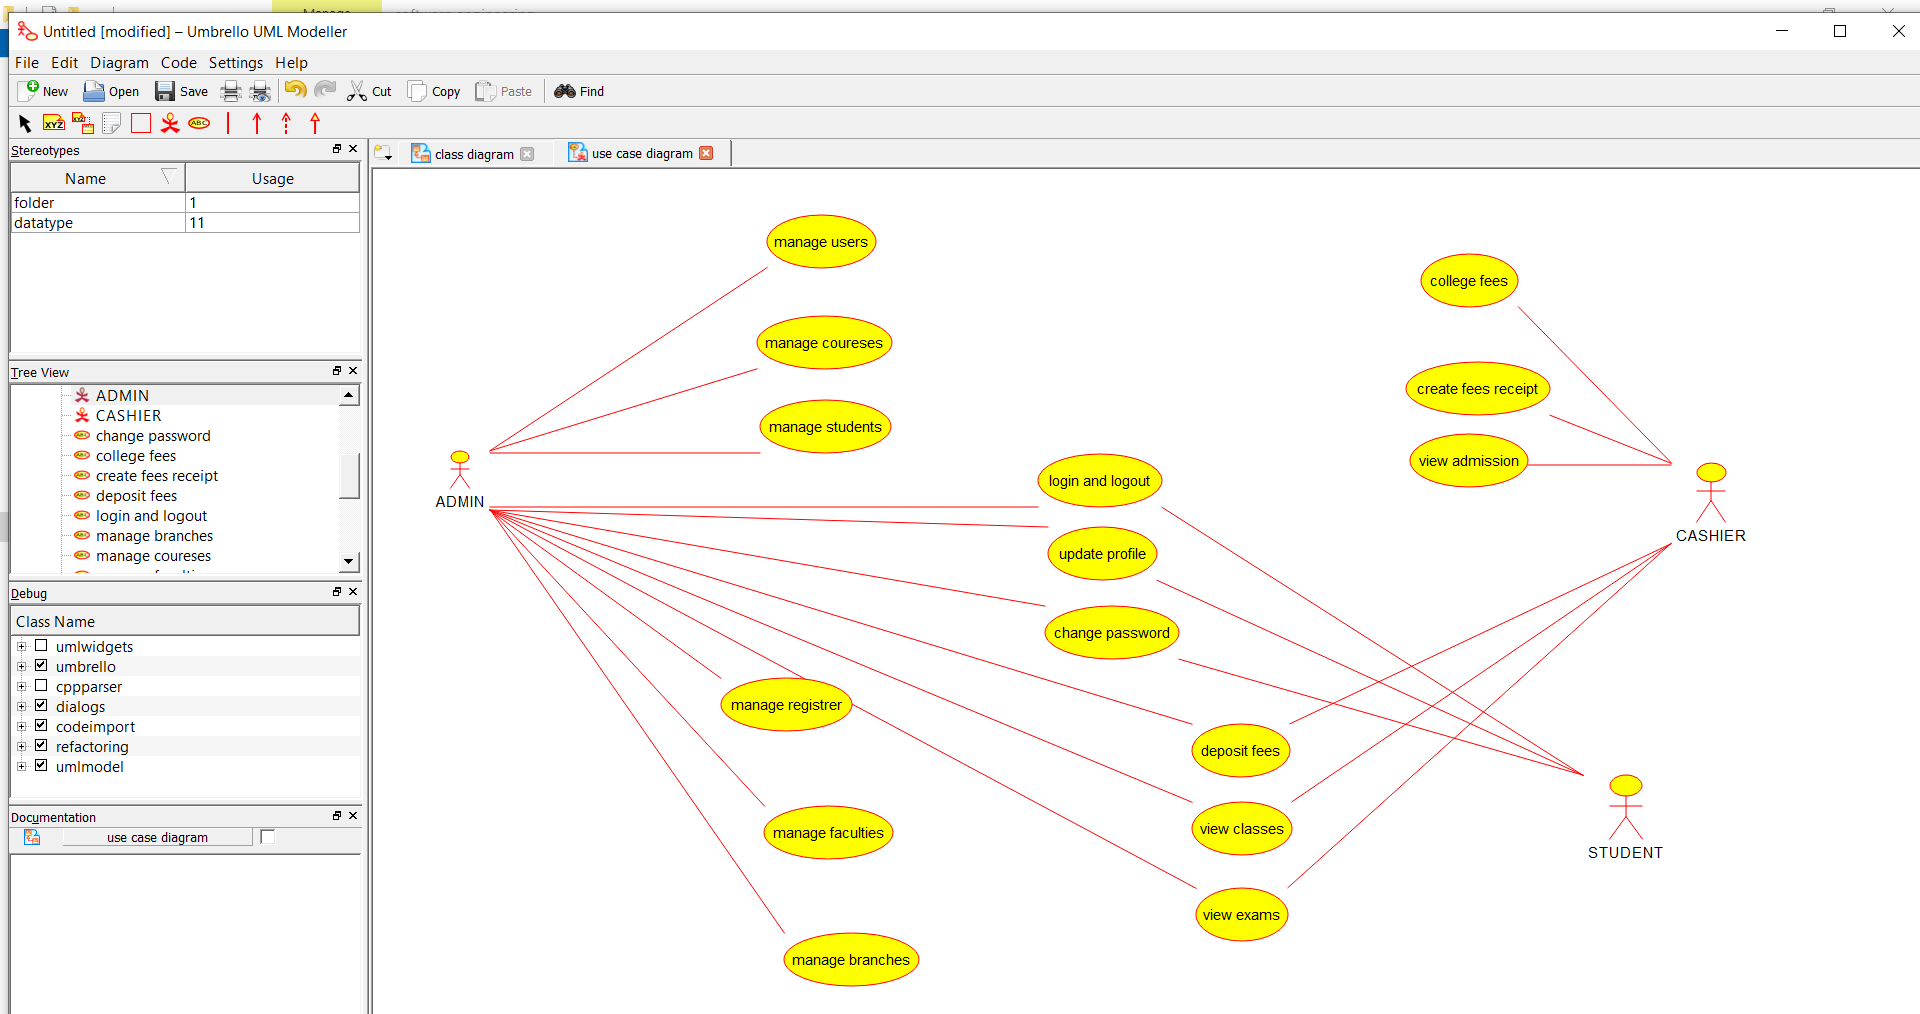 Manage
Untitled [modified] – Umbrello UML Modeller
File Edit Diagram Code Settings Help
New Open Save Cut Copy Paste Find
XYZ XYZ ABC
Stereotypes
Name Usage
folder 1
datatype 11
Tree View
ADMIN
CASHIER
change password
college fees
create fees receipt
deposit fees
login and logout
manage branches
manage coureses
Debug
Class Name
umlwidgets
umbrello
cppparser
dialogs
codeimport
refactoring
umlmodel
Documentation
use case diagram
class diagram use case diagram
manage users
manage coureses
manage students
ADMIN
login and logout
update profile
change password
manage registrer
manage faculties
manage branches
deposit fees
view classes
view exams
college fees
create fees receipt
view admission
CASHIER
STUDENT